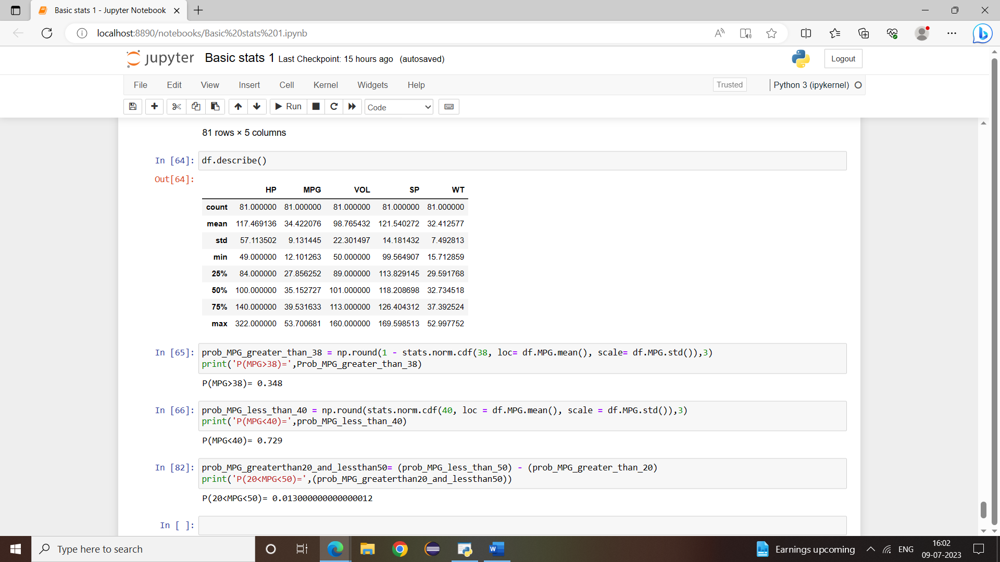 Basic stats 1 - Jupyter Notebook
localhost:8890/notebooks/Basic%20stats%201.ipynb
jupyter Basic stats 1 Last Checkpoint: 15 hours ago (autosaved)
Logout
File Edit View Insert Cell Kernel Widgets Help
Trusted
Python 3 (ipykernel)
Run
Code
81 rows × 5 columns
In [64]: df.describe()
Out[64]:
HP MPG VOL SP WT
count 81.000000 81.000000 81.000000 81.000000 81.000000
mean 117.469136 34.422076 98.765432 121.540272 32.412577
std 57.113502 9.131445 22.301497 14.181432 7.492813
min 49.000000 12.101263 50.000000 99.564907 15.712859
25% 84.000000 27.856252 89.000000 113.829145 29.591768
50% 100.000000 35.152727 101.000000 118.208698 32.734518
75% 140.000000 39.531633 113.000000 126.404312 37.392524
max 322.000000 53.700681 160.000000 169.598513 52.997752
In [65]: prob_MPG_greater_than_38 = np.round(1 - stats.norm.cdf(38, loc= df.MPG.mean(), scale= df.MPG.std()),3)
print('P(MPG>38)=',Prob_MPG_greater_than_38)
P(MPG>38)= 0.348
In [66]: prob_MPG_less_than_40 = np.round(stats.norm.cdf(40, loc = df.MPG.mean(), scale = df.MPG.std()),3)
print('P(MPG<40)=',prob_MPG_less_than_40)
P(MPG<40)= 0.729
In [82]: prob_MPG_greaterthan20_and_lessthan50= (prob_MPG_less_than_50) - (prob_MPG_greater_than_20)
print('P(20<MPG<50)=',(prob_MPG_greaterthan20_and_lessthan50))
P(20<MPG<50)= 0.013000000000000012
In [ ]:
Type here to search
Earnings upcoming
ENG
16:02
09-07-2023